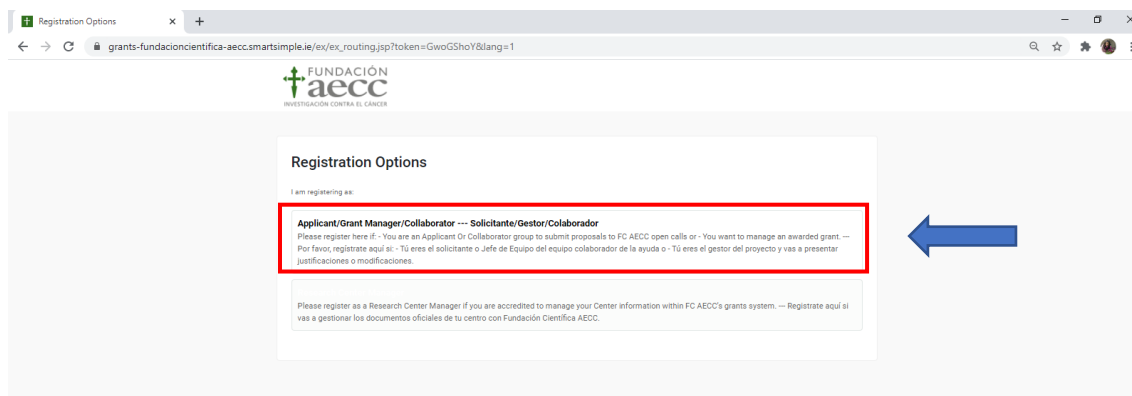 Registration Options
grants-fundacioncientifica-aecc.smartsimple.ie/ex/ex_routing.jsp?token=GwoGShoY&lang=1
FUNDACIÓN
aecc
INVESTIGACIÓN CONTRA EL CÁNCER
Registration Options
I am registering as:
Applicant/Grant Manager/Collaborator --- Solicitante/Gestor/Colaborador
Please register here if: - You are an Applicant Or Collaborator group to submit proposals to FC AECC open calls or - You want to manage an awarded grant. ---
Por favor, regístrate aquí si: - Tú eres el solicitante o Jefe de Equipo del equipo colaborador de la ayuda o - Tú eres el gestor del proyecto y vas a presentar
justificaciones o modificaciones.
Please register as a Research Center Manager if you are accredited to manage your Center information within FC AECC's grants system. --- Regístrate aquí si
vas a gestionar los documentos oficiales de tu centro con Fundación Científica AECC.